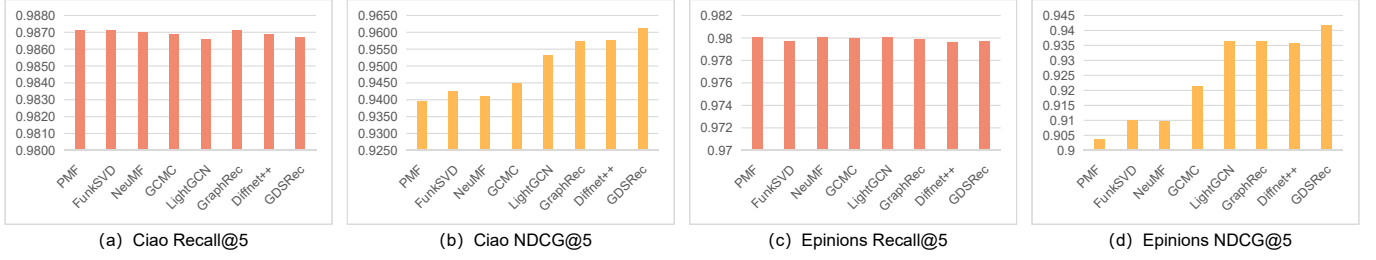 0.9880
0.9870
0.9860
0.9850
0.9840
0.9830
0.9820
0.9810
0.9800
PMF
FunkSVD
NeuMF
GCMC
LightGCN
GraphRec
Diffnet++
GDSRec
(a) Ciao Recall@5
0.9650
0.9600
0.9550
0.9500
0.9450
0.9400
0.9350
0.9300
0.9250
PMF
FunkSVD
NeuMF
GCMC
LightGCN
GraphRec
Diffnet++
GDSRec
(b) Ciao NDCG@5
0.982
0.98
0.978
0.976
0.974
0.972
0.97
PMF
FunkSVD
NeuMF
GCMC
LightGCN
GraphRec
Diffnet++
GDSRec
(c) Epinions Recall@5
0.945
0.94
0.935
0.93
0.925
0.92
0.915
0.91
0.905
0.9
PMF
FunkSVD
NeuMF
GCMC
LightGCN
GraphRec
Diffnet++
GDSRec
(d) Epinions NDCG@5